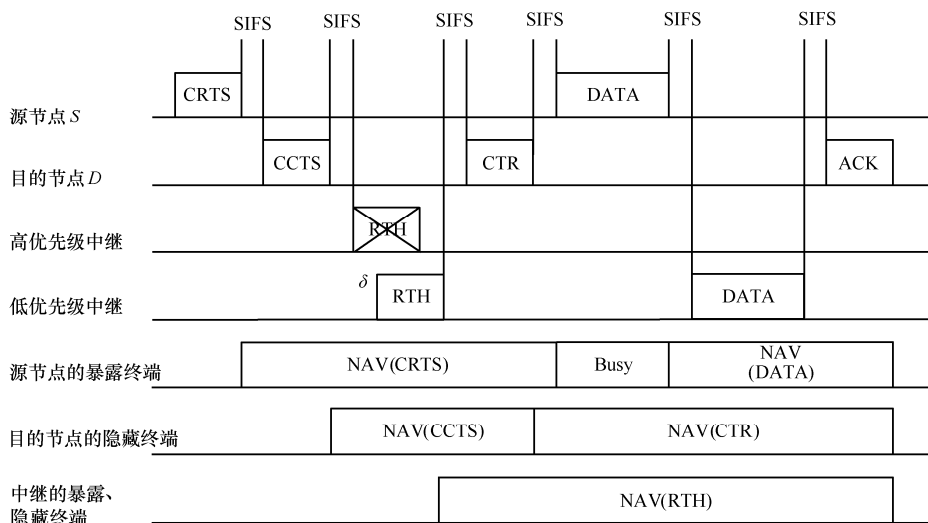 SIFS SIFS SIFS SIFS SIFS SIFS
CRTS DATA
源节点S
CCTS CTR ACK
目的节点D
RTH
高优先级中继
δ RTH DATA
低优先级中继
NAV(CRTS) Busy NAV
(DATA)
源节点的暴露终端
NAV(CCTS) NAV(CTR)
目的节点的隐藏终端
中继的暴露、
NAV(RTH)
隐藏终端